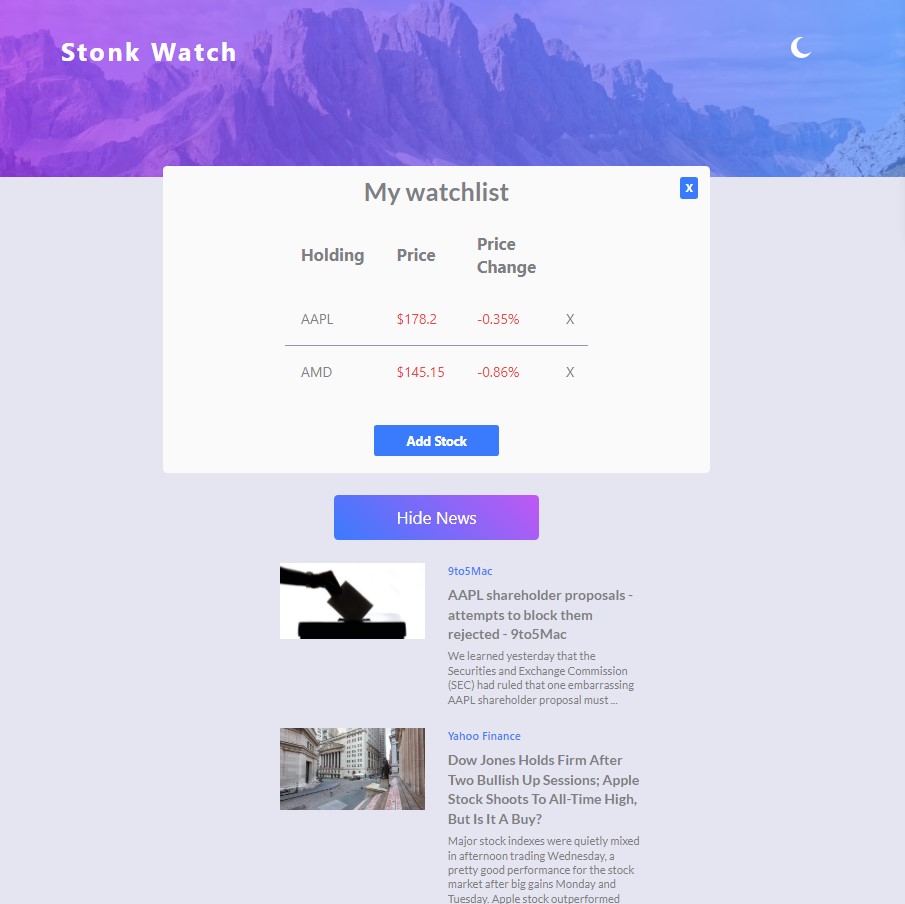 Stonk Watch
My watchlist
X
Holding Price Price
Change
AAPL $178.2 -0.35% X
AMD $145.15 -0.86% X
Add Stock
Hide News
9to5Mac
AAPL shareholder proposals -
attempts to block them
rejected - 9to5Mac
We learned yesterday that the
Securities and Exchange Commission
(SEC) had ruled that one embarrassing
AAPL shareholder proposal must ...
Yahoo Finance
Dow Jones Holds Firm After
Two Bullish Up Sessions; Apple
Stock Shoots To All-Time High,
But Is It A Buy?
Major stock indexes were quietly mixed
in afternoon trading Wednesday, a
pretty good performance for the stock
market after big gains Monday and
Tuesday. Apple stock outperformed